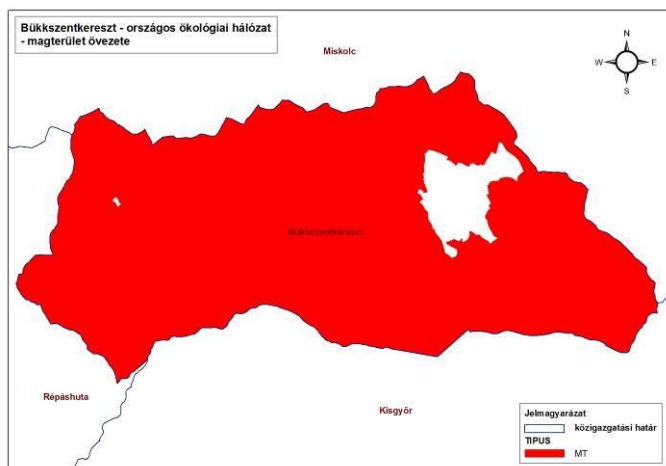 Bükkszentkereszt - országos ökológiai hálózat
- magterület övezete
Miskolc
N
W E
S
Bükkszentkereszt
Répáshuta
Kisgyőr
Jelmagyarázat
közigazgatási határ
TIPUS
MT